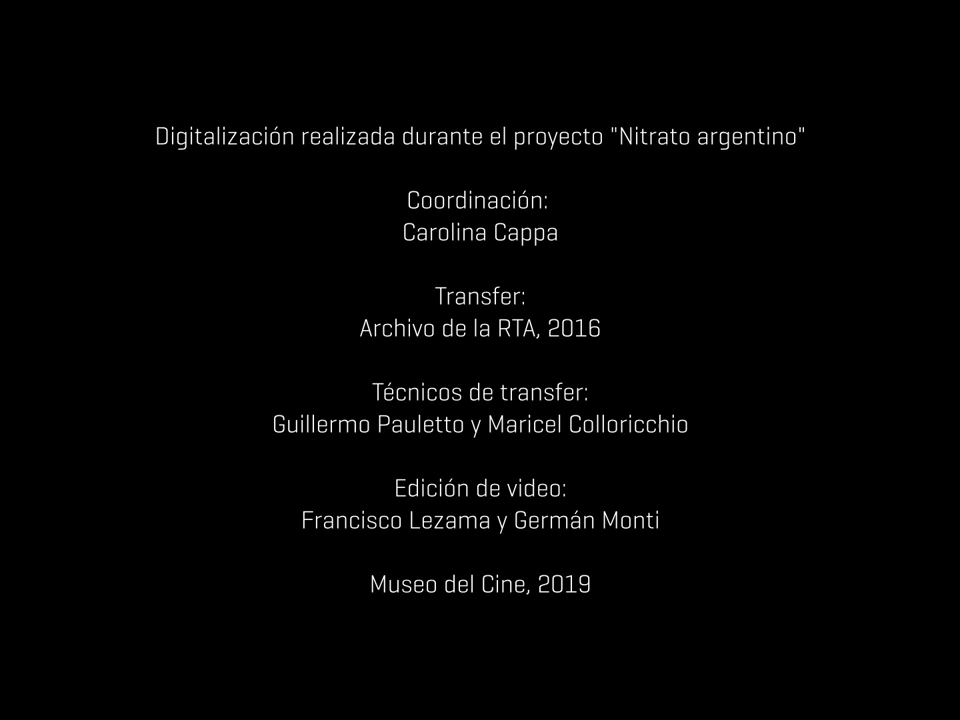 Digitalización realizada durante el proyecto "Nitrato argentino"
Coordinación:
Carolina Cappa
Transfer:
Archivo de la RTA, 2016
Técnicos de transfer:
Guillermo Pauletto y Maricel Colloricchio
Edición de video:
Francisco Lezama y Germán Monti
Museo del Cine, 2019